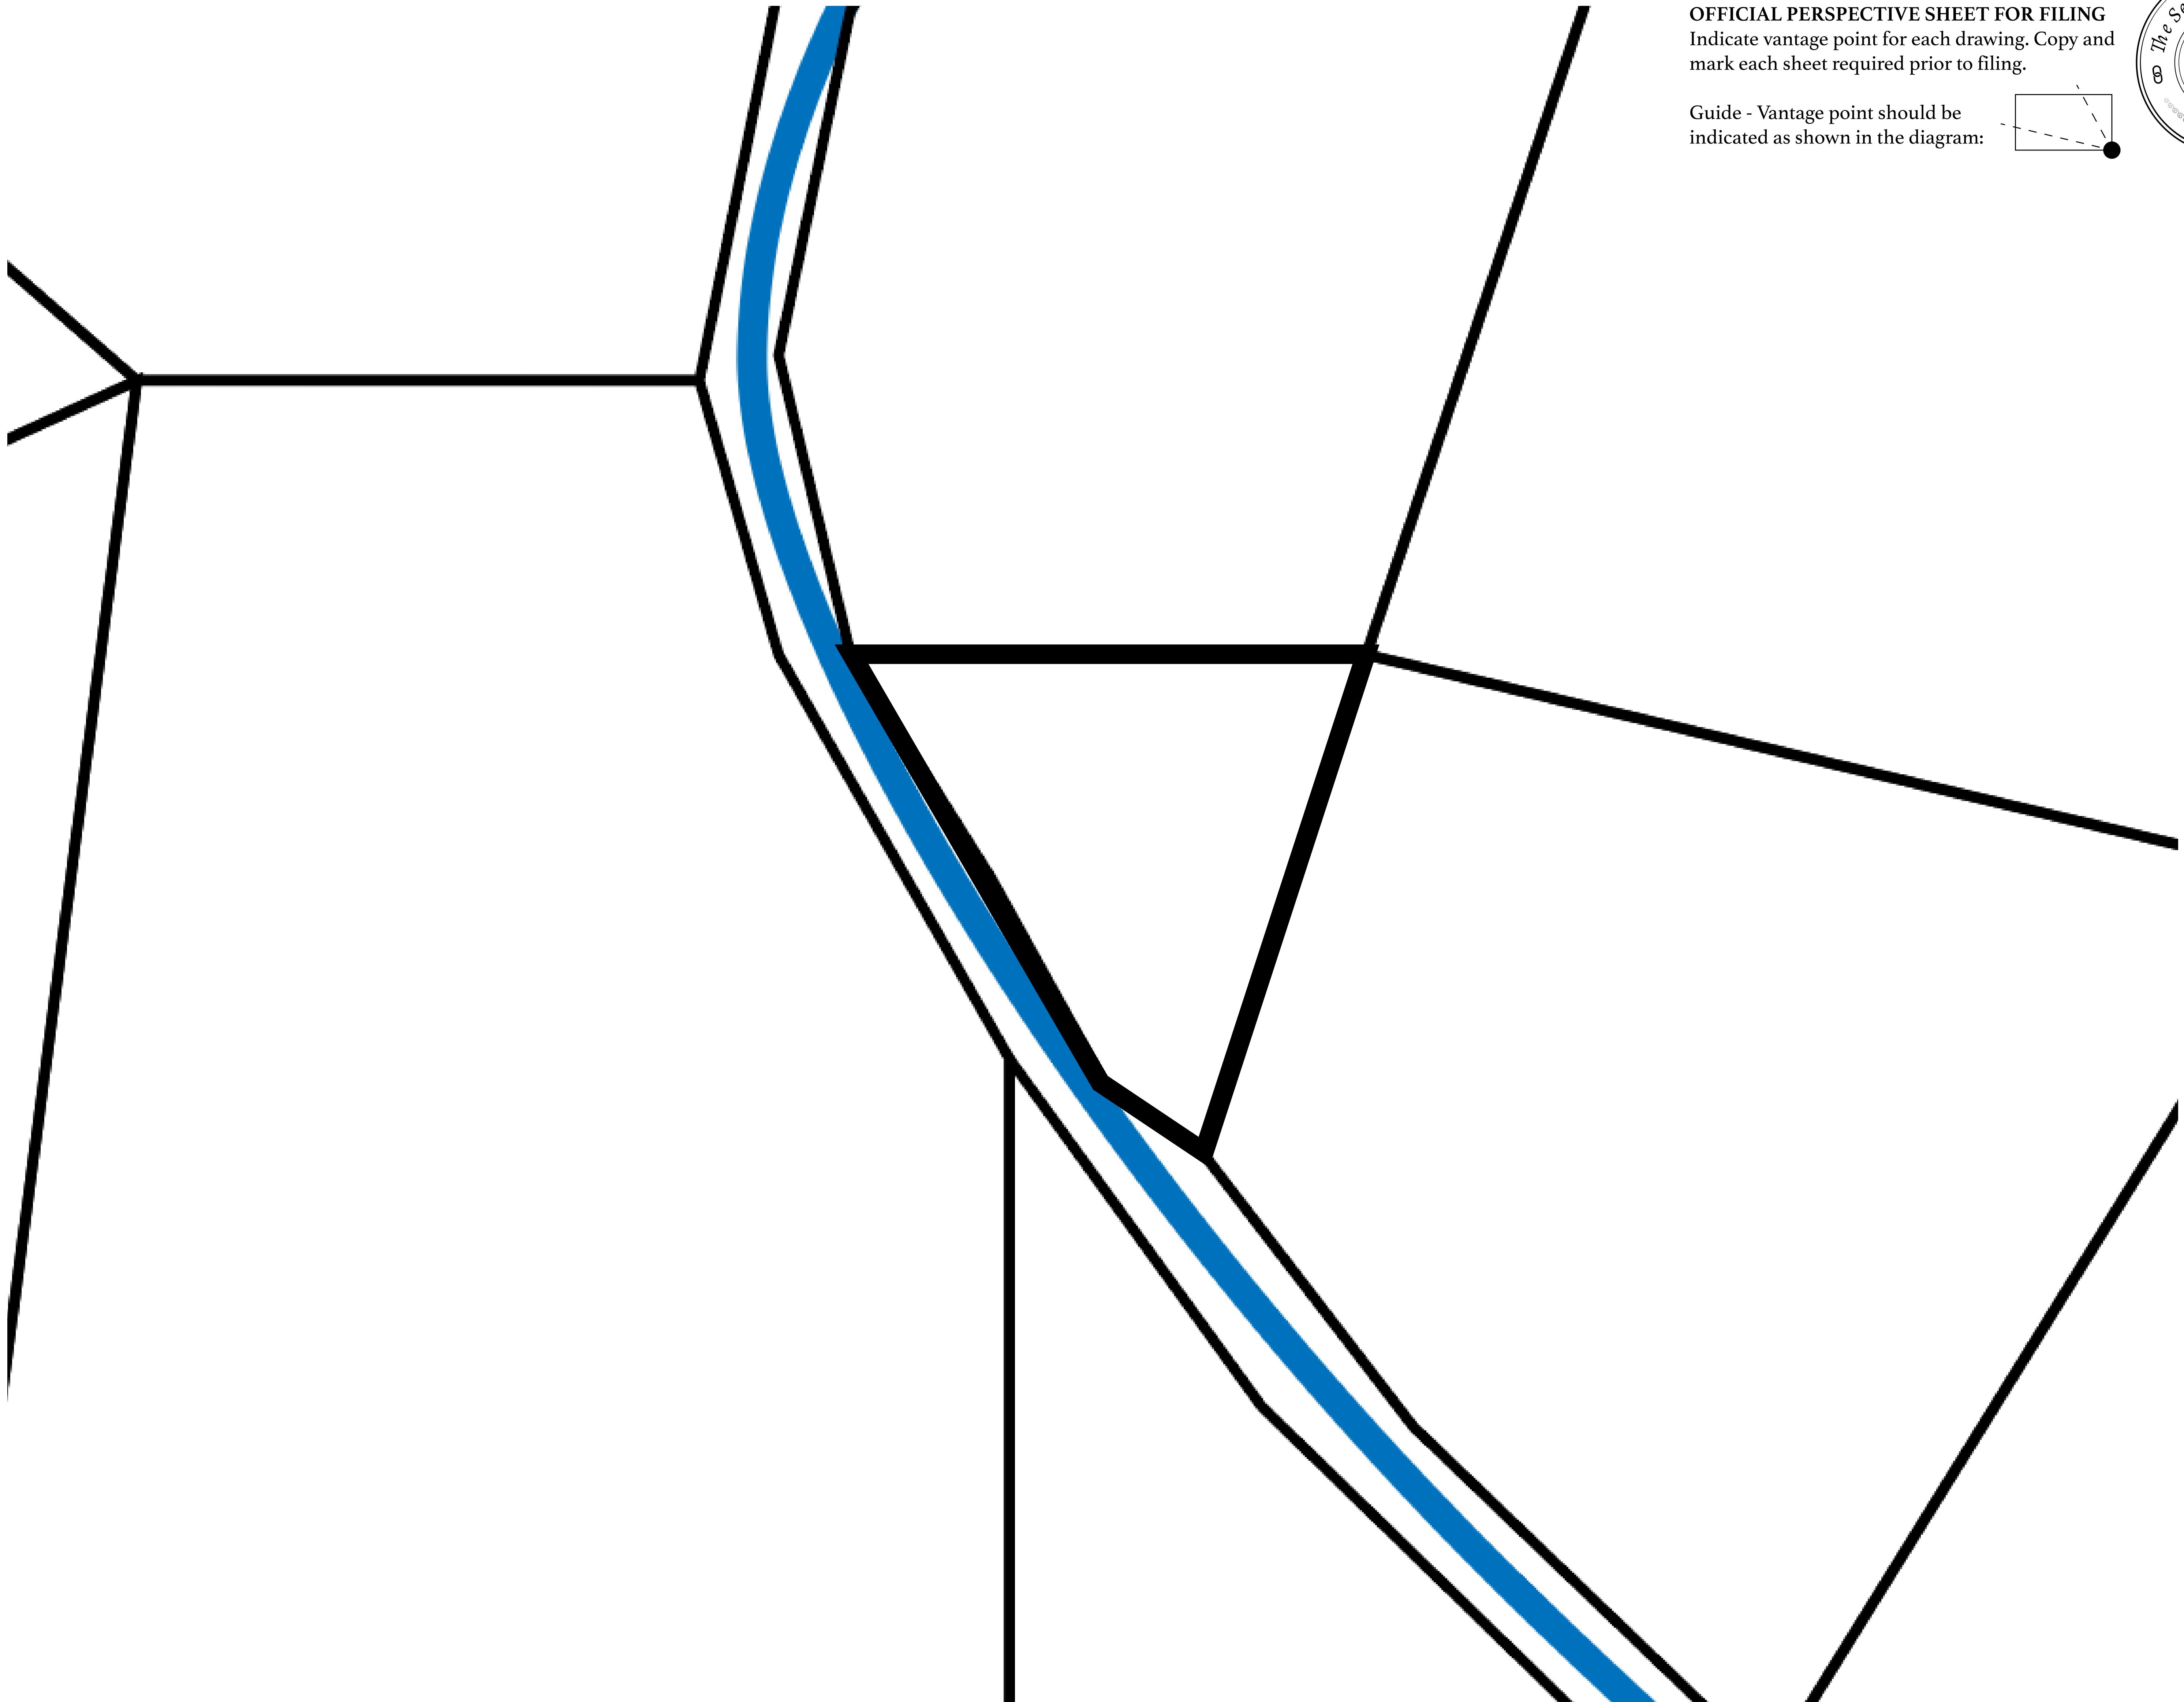 OFFICIAL PERSPECTIVE SHEET FOR FILING
Indicate vantage point for each drawing. Copy and
mark each sheet required prior to filing.
Guide - Vantage point should be
indicated as shown in the diagram:
The